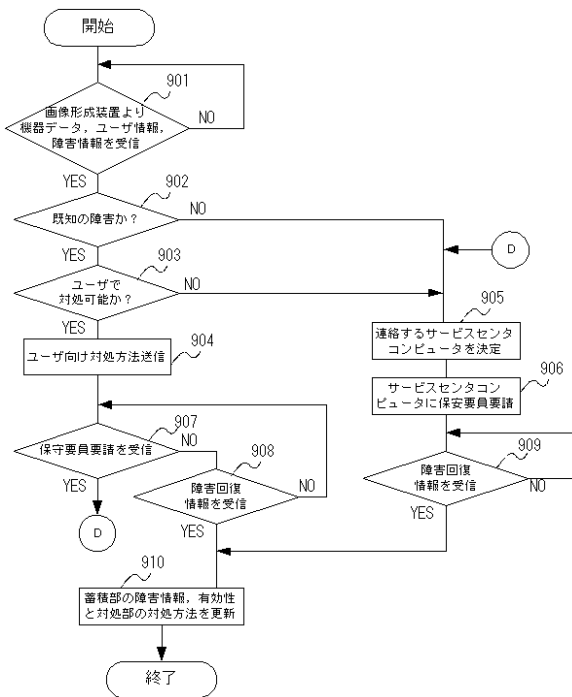 開始
901
画像形成装置より
機器データ，ユーザ情報，
障害情報を受信
NO
YES
902
既知の障害か？
NO
YES
D
903
ユーザで
対処可能か？
NO
YES
904
ユーザ向け対処方法送信
905
連絡するサービスセンタ
コンピュータを決定
906
サービスセンタコン
ピュータに保安要員要請
907
保守要員要請を受信
NO
YES
D
908
障害回復
情報を受信
NO
YES
909
障害回復
情報を受信
NO
YES
910
蓄積部の障害情報，有効性
と対処部の対処方法を更新
終了